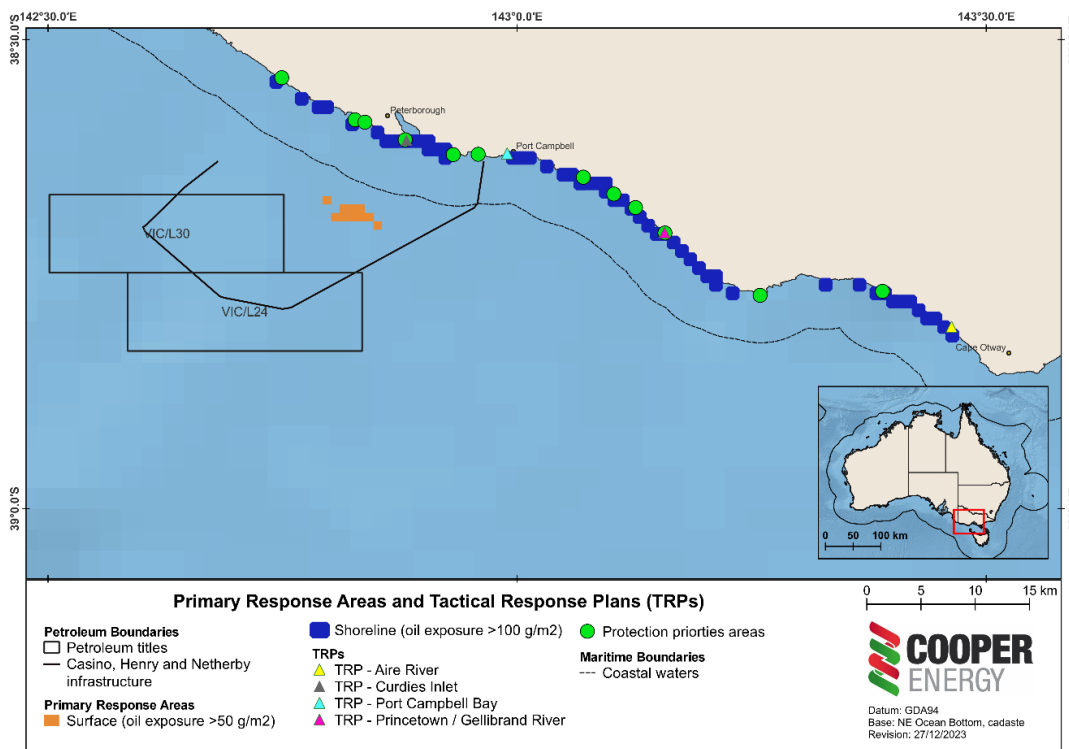 142°30.0'E
143°0.0'E
143°30.0'E
38°30.0'S
Peterborough
Port Campbell
VIC/L30
VIC/L24
Cape Otway
39°0.0'S
0 50 100 km
Primary Response Areas and Tactical Response Plans (TRPs)
0 5 10 15 km
Petroleum Boundaries
Petroleum titles
Casino, Henry and Netherby
infrastructure
Primary Response Areas
Surface (oil exposure >50 g/m2)
Shoreline (oil exposure >100 g/m2)
TRPs
TRP - Aire River
TRP - Curdies Inlet
TRP - Port Campbell Bay
TRP - Princetown / Gellibrand River
Protection priorties areas
Maritime Boundaries
Coastal waters
COOPER
ENERGY
Datum: GDA94
Base: NE Ocean Bottom, cadaste
Revision: 27/12/2023